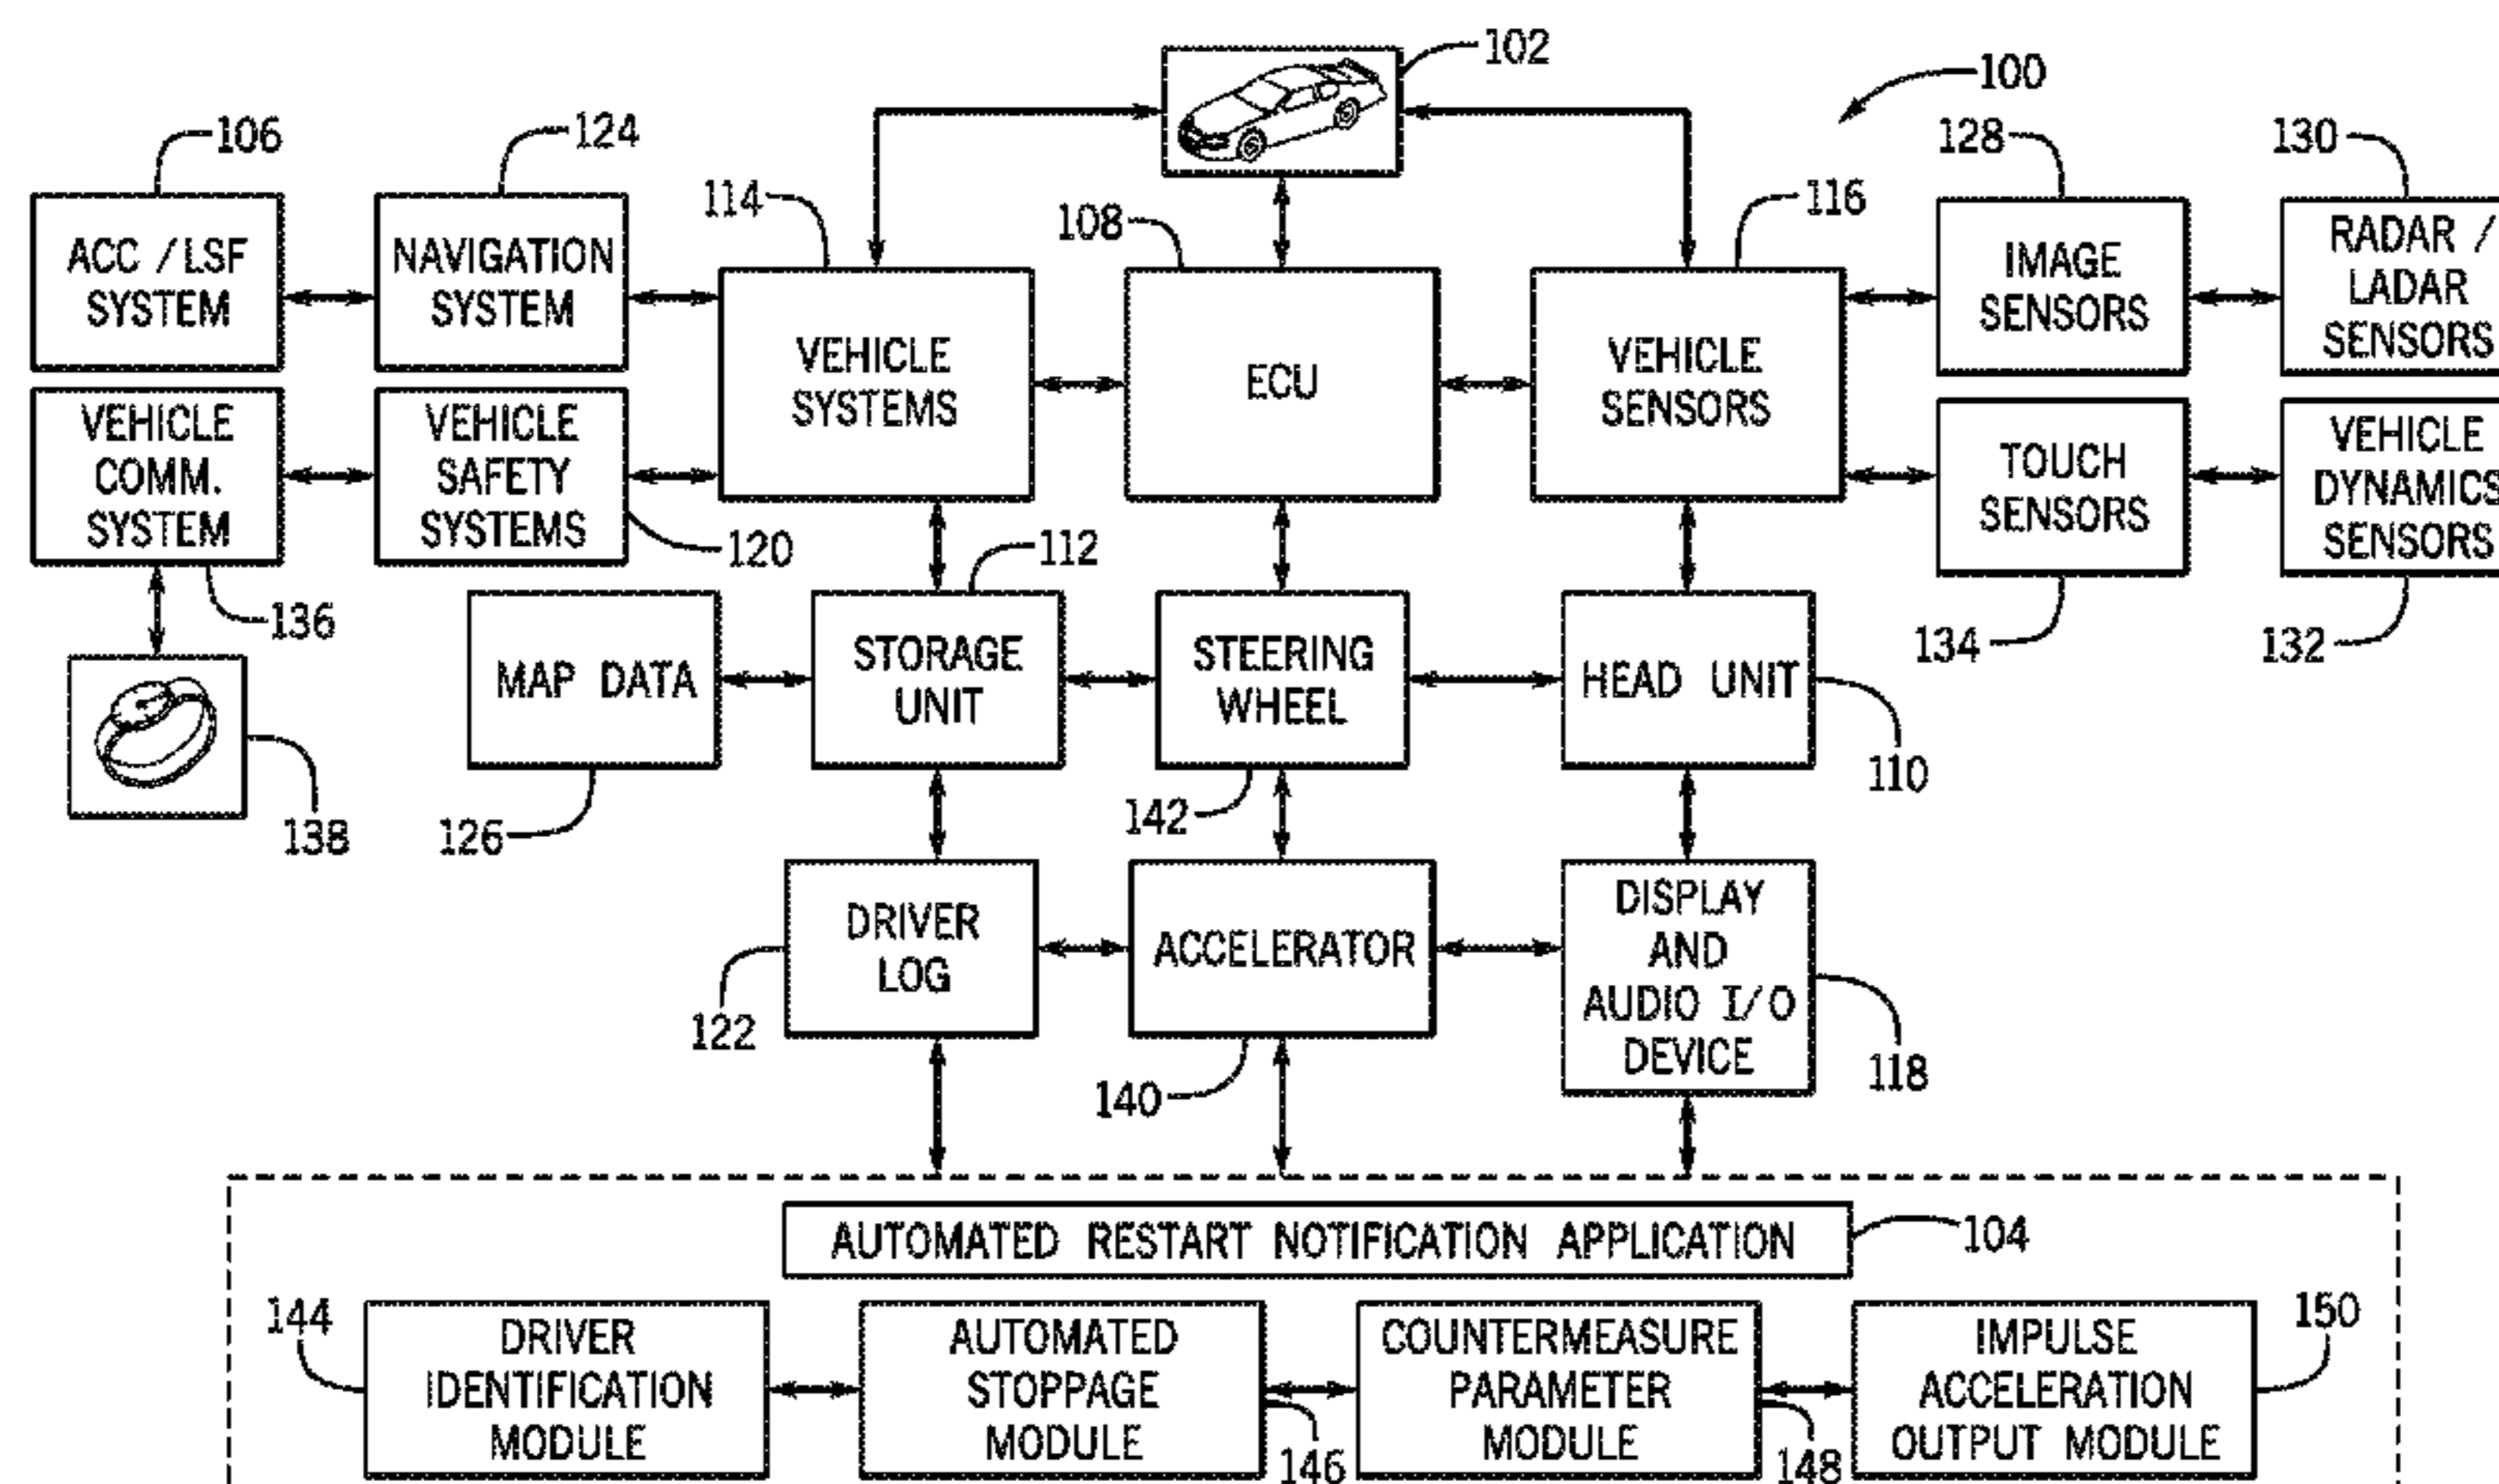 102
100
106
124
128
130
114
108
116
ACC / LSF
SYSTEM
NAVIGATION
SYSTEM
VEHICLE
SYSTEMS
ECU
VEHICLE
SENSORS
IMAGE
SENSORS
RADAR /
LADAR
SENSORS
VEHICLE
COMM.
SYSTEM
VEHICLE
SAFETY
SYSTEMS
TOUCH
SENSORS
VEHICLE
DYNAMICS
SENSORS
120
112
136
134
132
MAP DATA
STORAGE
UNIT
STEERING
WHEEL
HEAD UNIT
110
138
126
142
DRIVER
LOG
ACCELERATOR
DISPLAY
AND
AUDIO I/O
DEVICE
122
140
118
AUTOMATED RESTART NOTIFICATION APPLICATION
104
144
DRIVER
IDENTIFICATION
MODULE
AUTOMATED
STOPPAGE
MODULE
COUNTERMEASURE
PARAMETER
MODULE
IMPULSE
ACCELERATION
OUTPUT MODULE
150
146
148